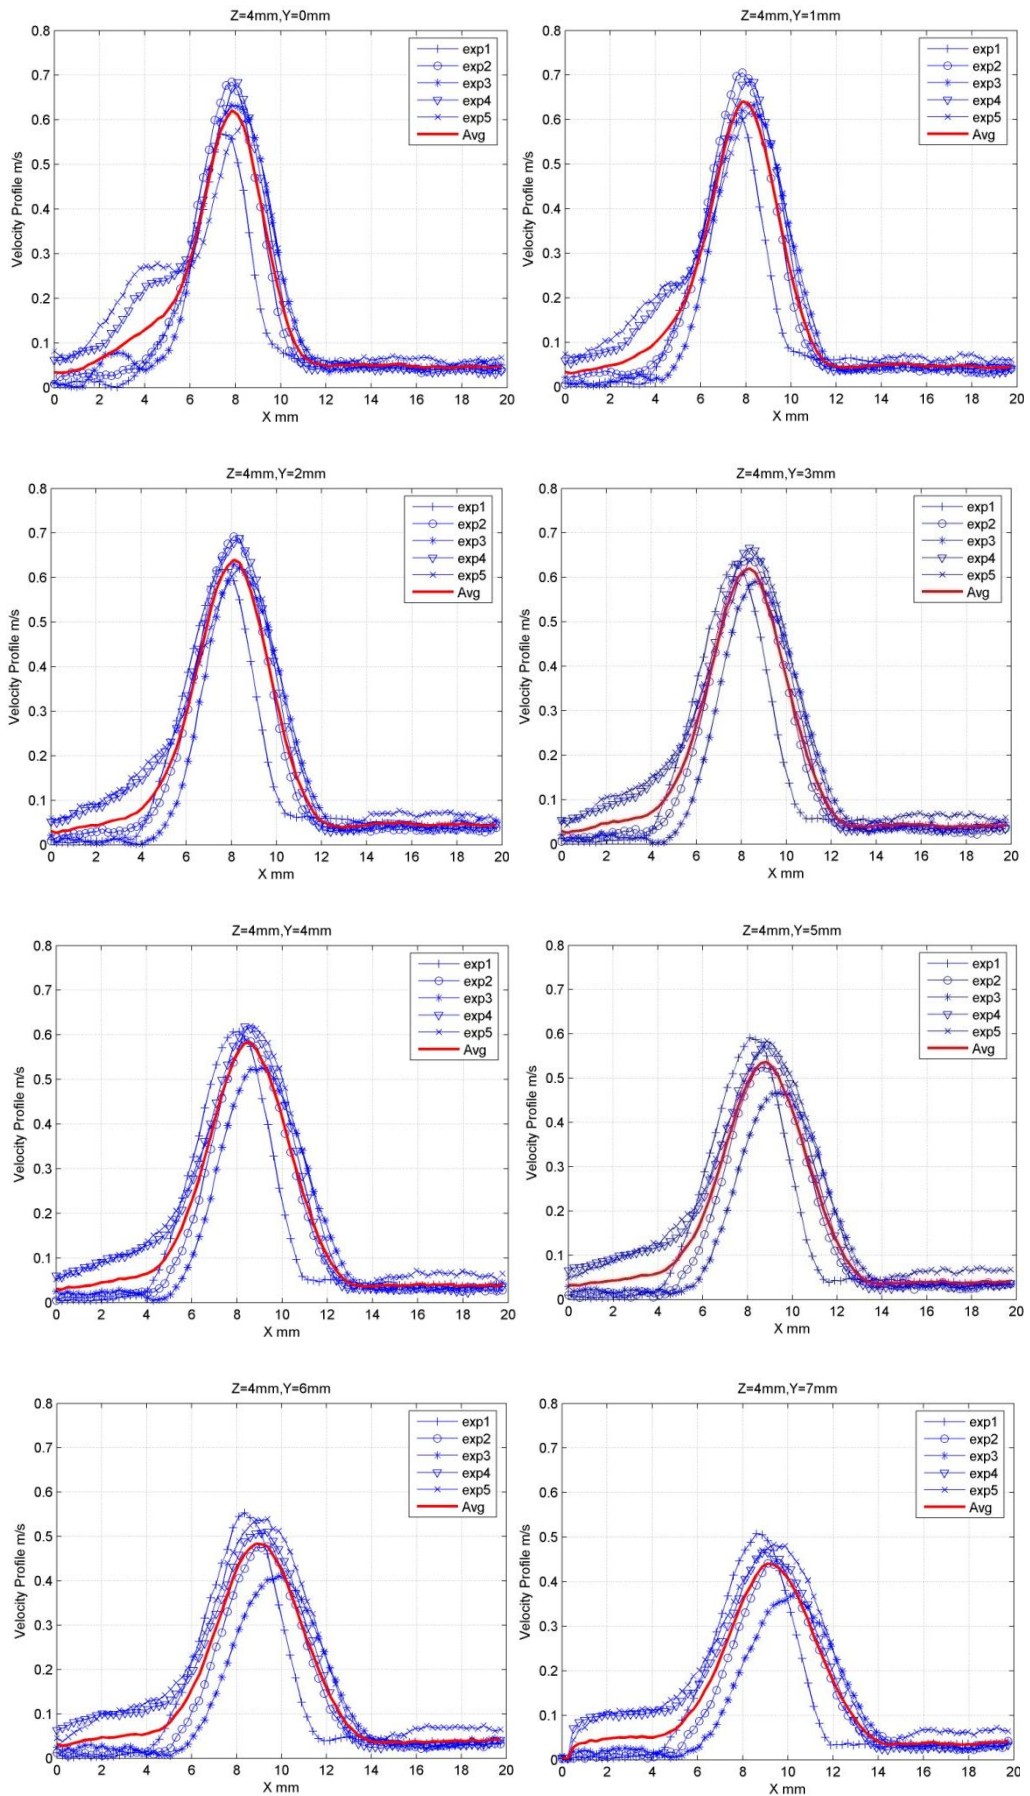 Z=4mm,Y=0mm
0.8
0.7
0.6
0.5
0.4
0.3
0.2
0.1
0
Velocity Profile m/s
exp1
exp2
exp3
exp4
exp5
Avg
0 2 4 6 8 10 12 14 16 18 20
X mm
Z=4mm,Y=1mm
0.8
0.7
0.6
0.5
0.4
0.3
0.2
0.1
0
Velocity Profile m/s
exp1
exp2
exp3
exp4
exp5
Avg
0 2 4 6 8 10 12 14 16 18 20
X mm
Z=4mm,Y=2mm
0.8
0.7
0.6
0.5
0.4
0.3
0.2
0.1
0
Velocity Profile m/s
exp1
exp2
exp3
exp4
exp5
Avg
0 2 4 6 8 10 12 14 16 18 20
X mm
Z=4mm,Y=3mm
0.8
0.7
0.6
0.5
0.4
0.3
0.2
0.1
0
Velocity Profile m/s
exp1
exp2
exp3
exp4
exp5
Avg
0 2 4 6 8 10 12 14 16 18 20
X mm
Z=4mm,Y=4mm
0.8
0.7
0.6
0.5
0.4
0.3
0.2
0.1
0
Velocity Profile m/s
exp1
exp2
exp3
exp4
exp5
Avg
0 2 4 6 8 10 12 14 16 18 20
X mm
Z=4mm,Y=5mm
0.8
0.7
0.6
0.5
0.4
0.3
0.2
0.1
0
Velocity Profile m/s
exp1
exp2
exp3
exp4
exp5
Avg
0 2 4 6 8 10 12 14 16 18 20
X mm
Z=4mm,Y=6mm
0.8
0.7
0.6
0.5
0.4
0.3
0.2
0.1
0
Velocity Profile m/s
exp1
exp2
exp3
exp4
exp5
Avg
0 2 4 6 8 10 12 14 16 18 20
X mm
Z=4mm,Y=7mm
0.8
0.7
0.6
0.5
0.4
0.3
0.2
0.1
0
Velocity Profile m/s
exp1
exp2
exp3
exp4
exp5
Avg
0 2 4 6 8 10 12 14 16 18 20
X mm